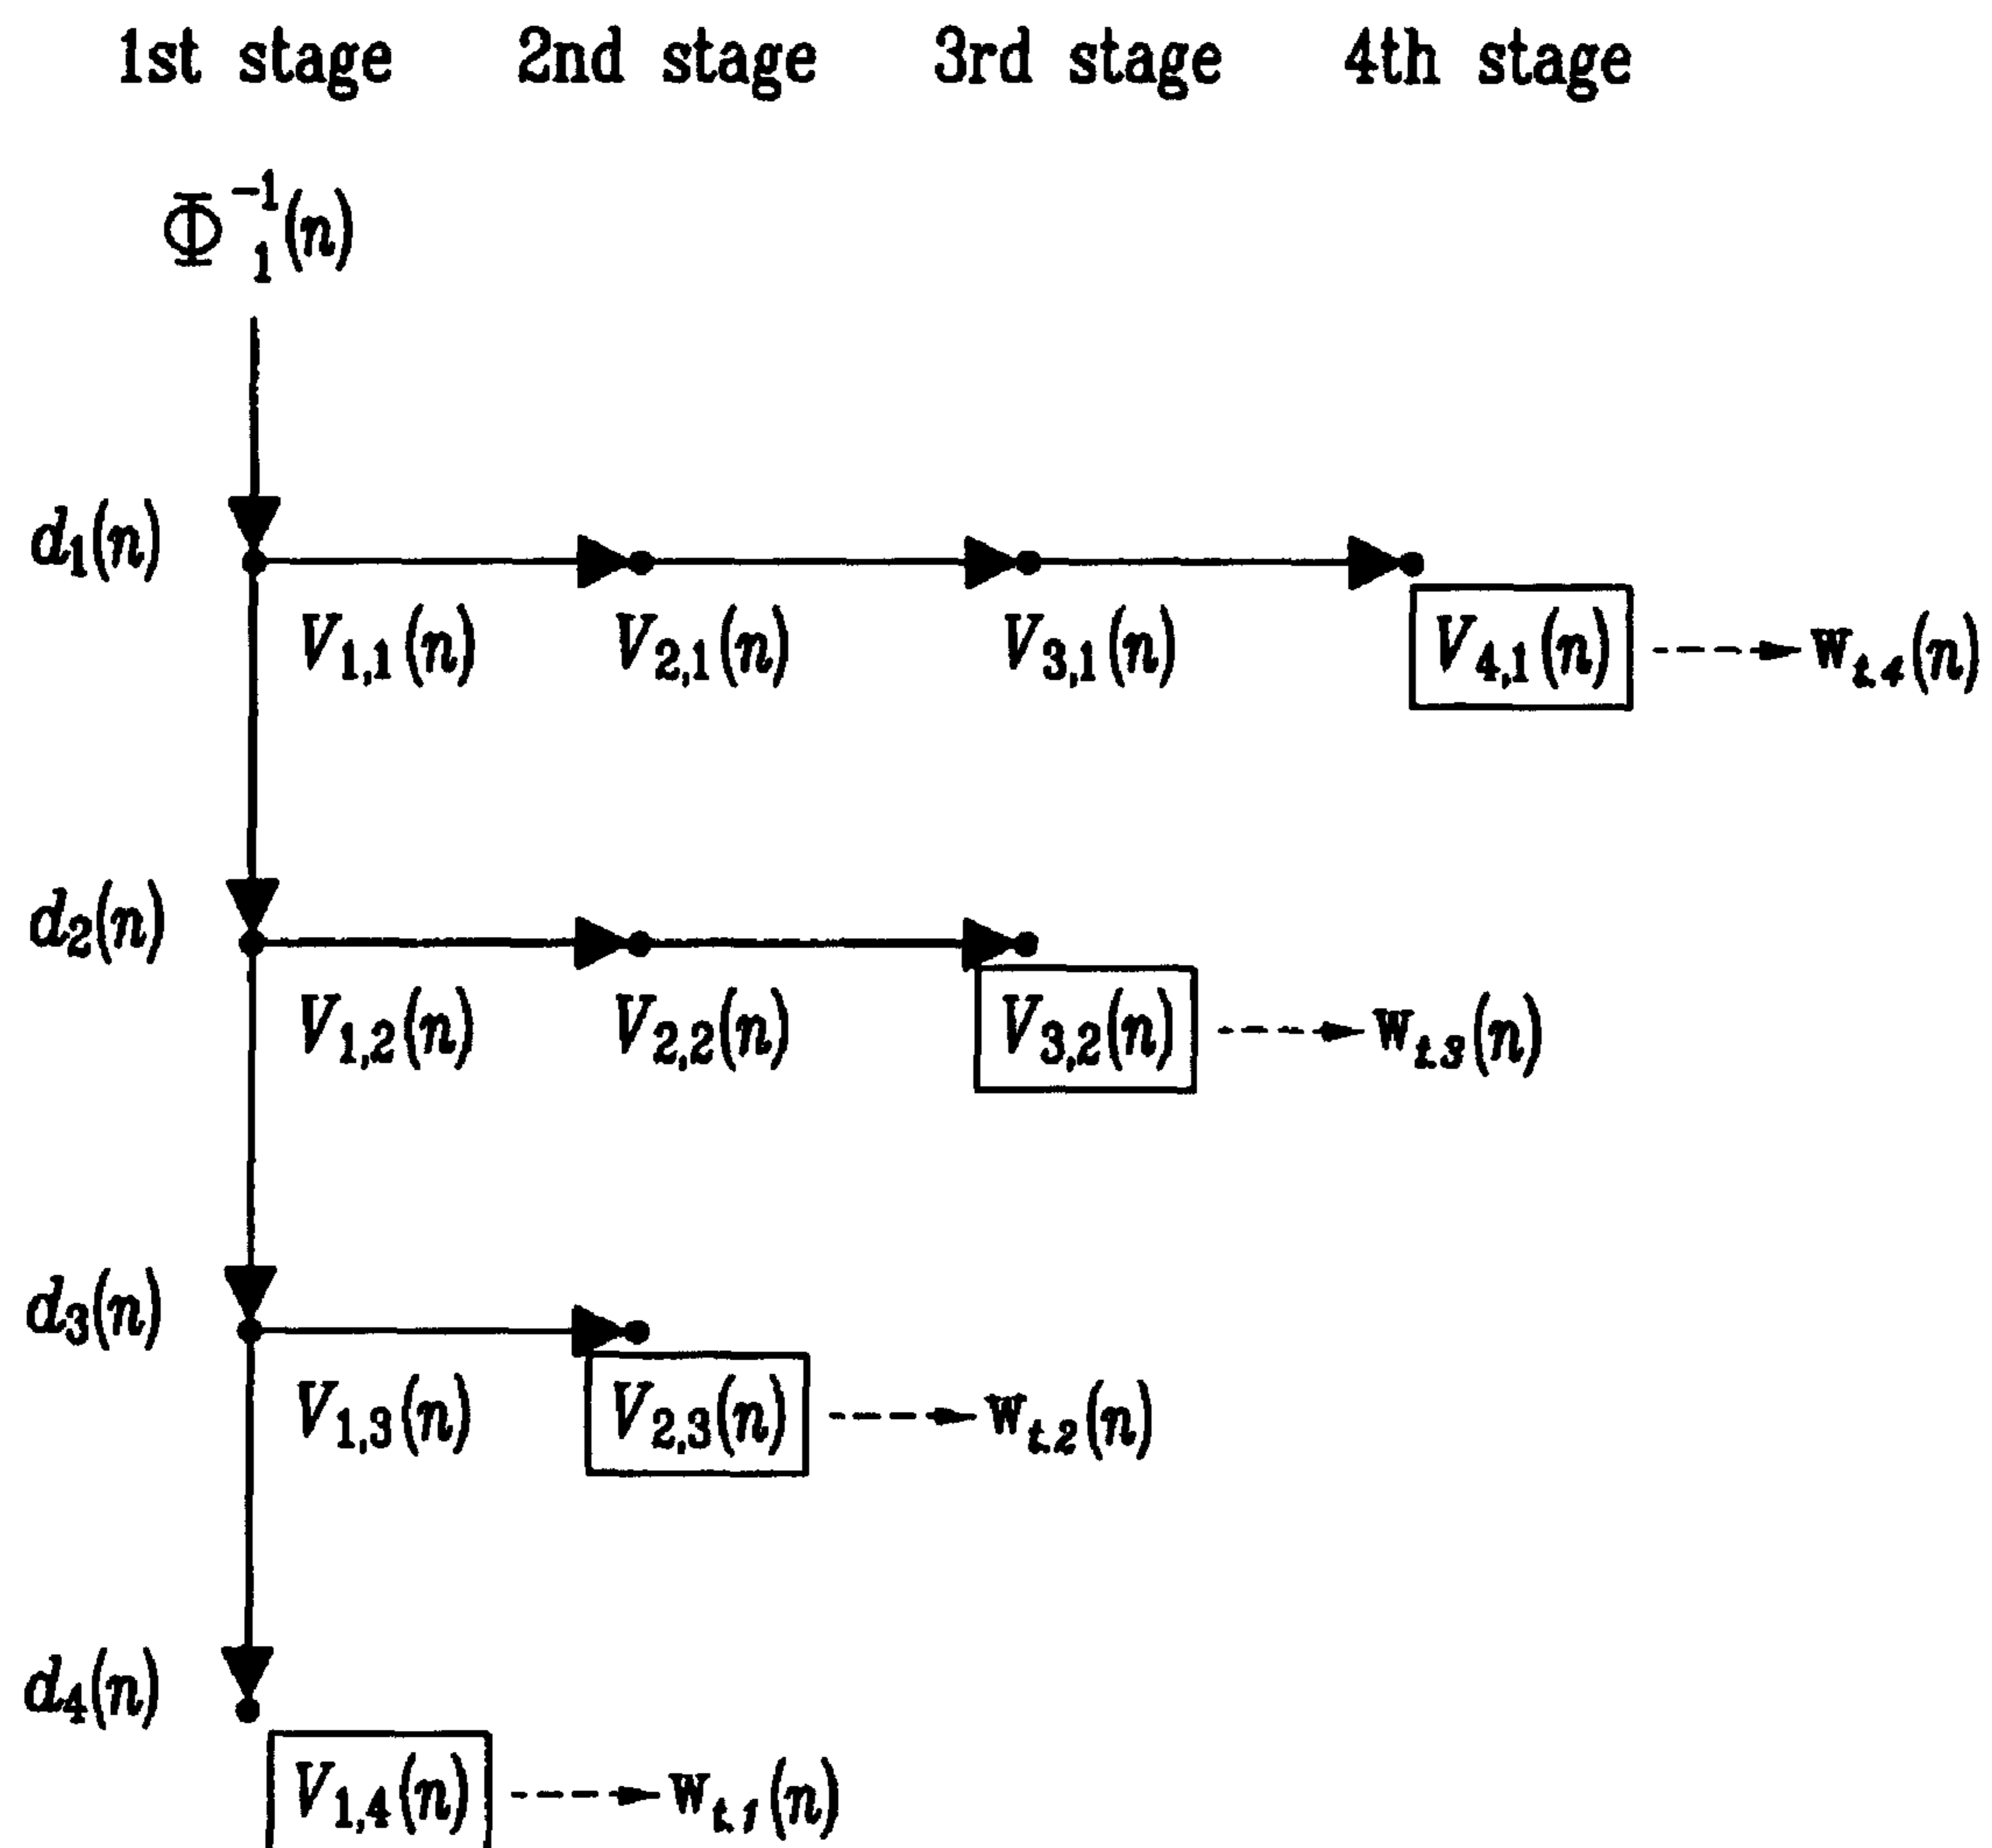 1st stage 2nd stage 3rd stage 4th stage
Φ⁻¹ᵢ(n)
d₁(n)
V₁,₁(n) V₂,₁(n) V₃,₁(n) V₄,₁(n) w_t,4(n)
d₂(n)
V₁,₂(n) V₂,₂(n) V₃,₂(n) w_t,3(n)
d₃(n)
V₁,₃(n) V₂,₃(n) w_t,2(n)
d₄(n)
V₁,₄(n) w_t,1(n)